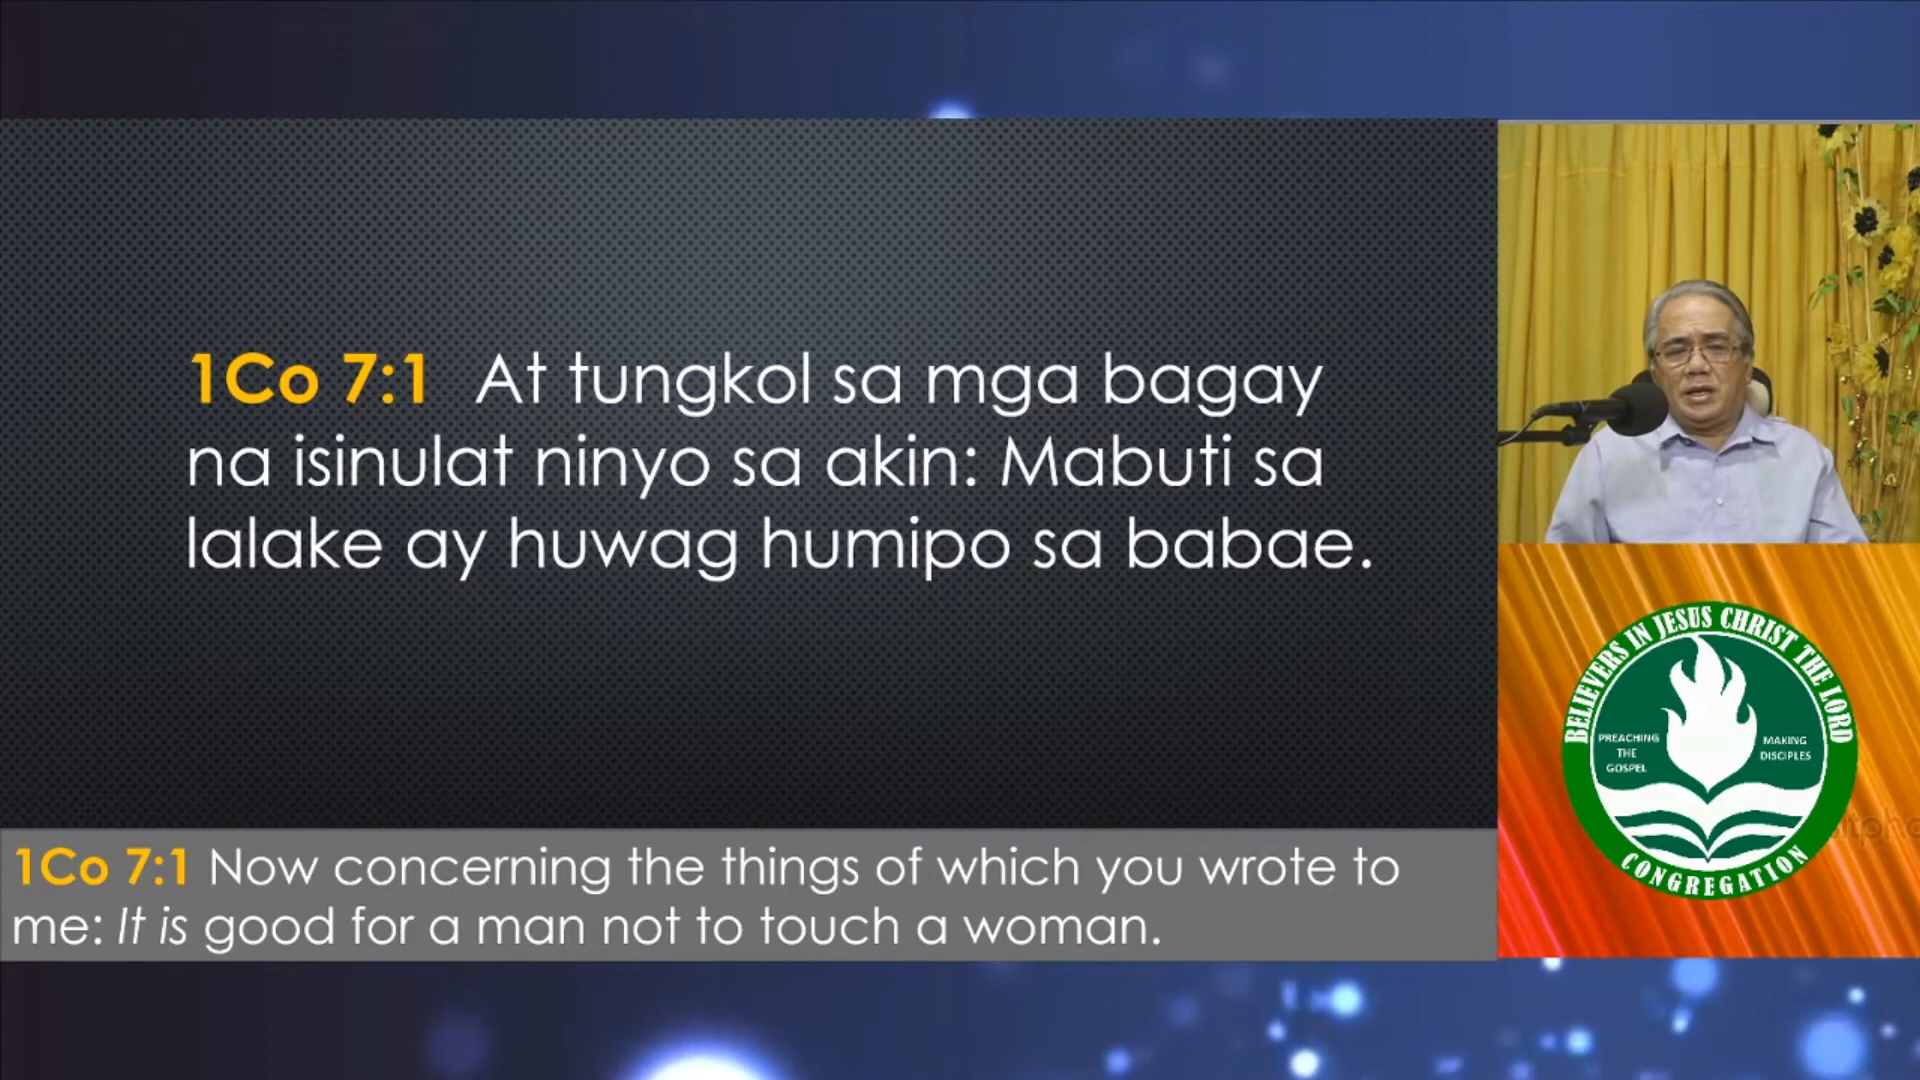 1Co 7:1 At tungkol sa mga bagay
na isinulat ninyo sa akin: Mabuti sa
lalake ay huwag humipo sa babae.
1Co 7:1 Now concerning the things of which you wrote to
me: It is good for a man not to touch a woman.
BELIEVERS IN JESUS CHRIST THE LORD
PREACHING
THE
GOSPEL
MAKING
DISCIPLES
CONGREGATION